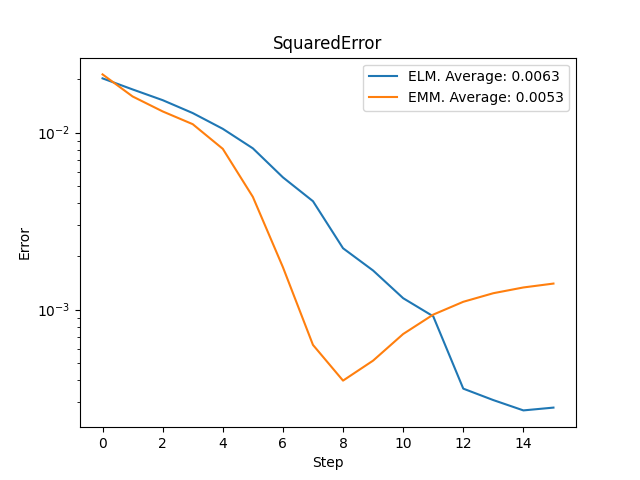 SquaredError
ELM. Average: 0.0063
EMM. Average: 0.0053
Error
10⁻²
10⁻³
0 2 4 6 8 10 12 14
Step